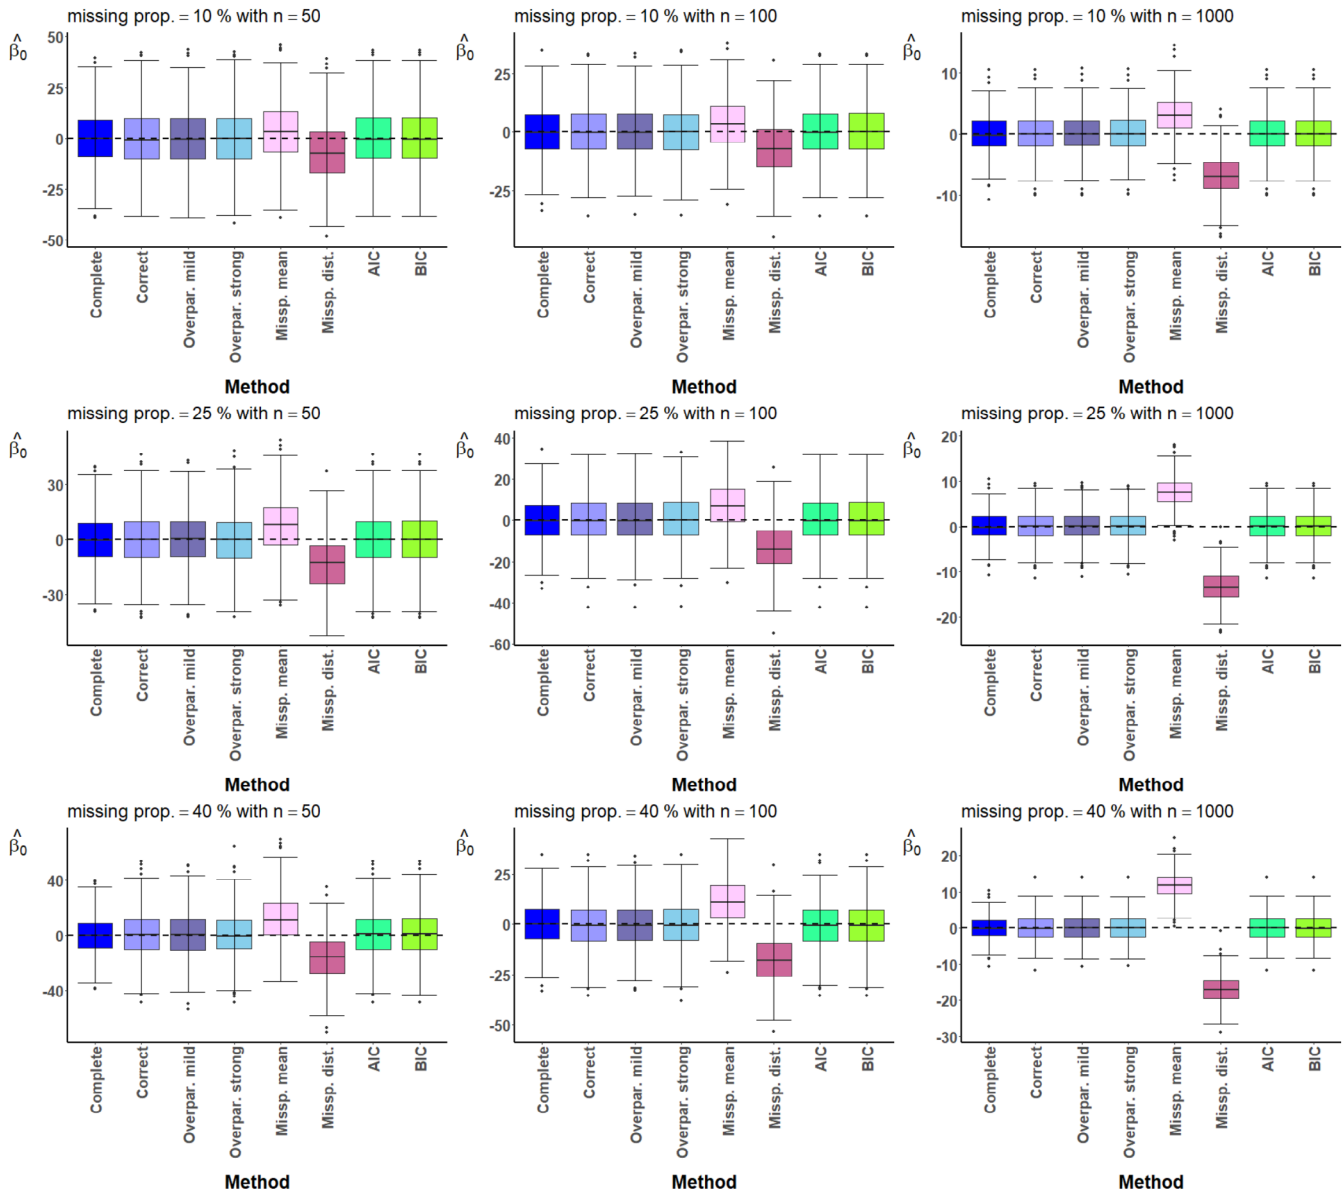 missing prop. = 10 % with n = 50
β̂0
50
25
0
-25
-50
Complete
Correct
Overpar. mild
Overpar. strong
Missp. mean
Missp. dist.
AIC
BIC
Method
missing prop. = 10 % with n = 100
β̂0
25
0
-25
Complete
Correct
Overpar. mild
Overpar. strong
Missp. mean
Missp. dist.
AIC
BIC
Method
missing prop. = 10 % with n = 1000
β̂0
10
0
-10
Complete
Correct
Overpar. mild
Overpar. strong
Missp. mean
Missp. dist.
AIC
BIC
Method
missing prop. = 25 % with n = 50
β̂0
30
0
-30
Complete
Correct
Overpar. mild
Overpar. strong
Missp. mean
Missp. dist.
AIC
BIC
Method
missing prop. = 25 % with n = 100
β̂0
40
20
0
-20
-40
-60
Complete
Correct
Overpar. mild
Overpar. strong
Missp. mean
Missp. dist.
AIC
BIC
Method
missing prop. = 25 % with n = 1000
β̂0
20
10
0
-10
-20
Complete
Correct
Overpar. mild
Overpar. strong
Missp. mean
Missp. dist.
AIC
BIC
Method
missing prop. = 40 % with n = 50
β̂0
40
0
-40
Complete
Correct
Overpar. mild
Overpar. strong
Missp. mean
Missp. dist.
AIC
BIC
Method
missing prop. = 40 % with n = 100
β̂0
25
0
-25
-50
Complete
Correct
Overpar. mild
Overpar. strong
Missp. mean
Missp. dist.
AIC
BIC
Method
missing prop. = 40 % with n = 1000
β̂0
20
10
0
-10
-20
-30
Complete
Correct
Overpar. mild
Overpar. strong
Missp. mean
Missp. dist.
AIC
BIC
Method